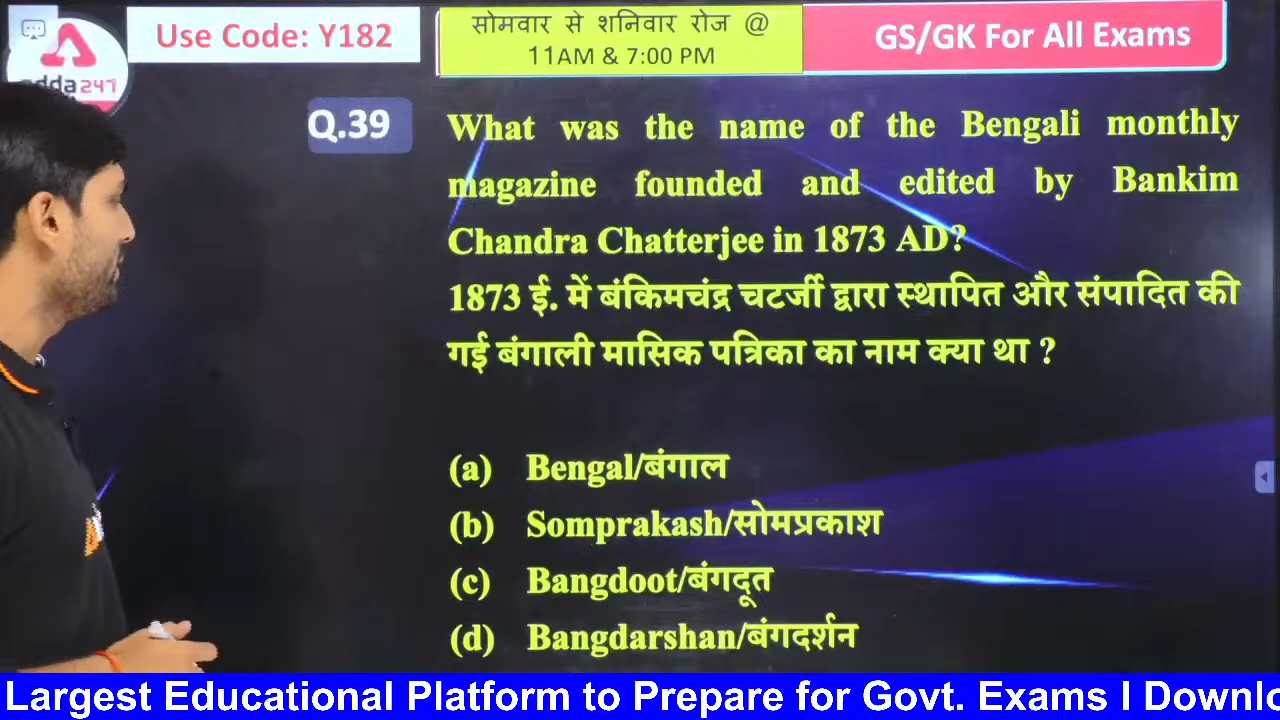 Use Code: Y182
सोमवार से शनिवार रोज @
11AM & 7:00 PM
GS/GK For All Exams
adda247
Q.39
What was the name of the Bengali monthly
magazine founded and edited by Bankim
Chandra Chatterjee in 1873 AD?
1873 ई. में बंकिमचंद्र चटर्जी द्वारा स्थापित और संपादित की
गई बंगाली मासिक पत्रिका का नाम क्या था ?
(a) Bengal/बंगाल
(b) Somprakash/सोमप्रकाश
(c) Bangdoot/बंगदूत
(d) Bangdarshan/बंगदर्शन
Largest Educational Platform to Prepare for Govt. Exams I Downlo